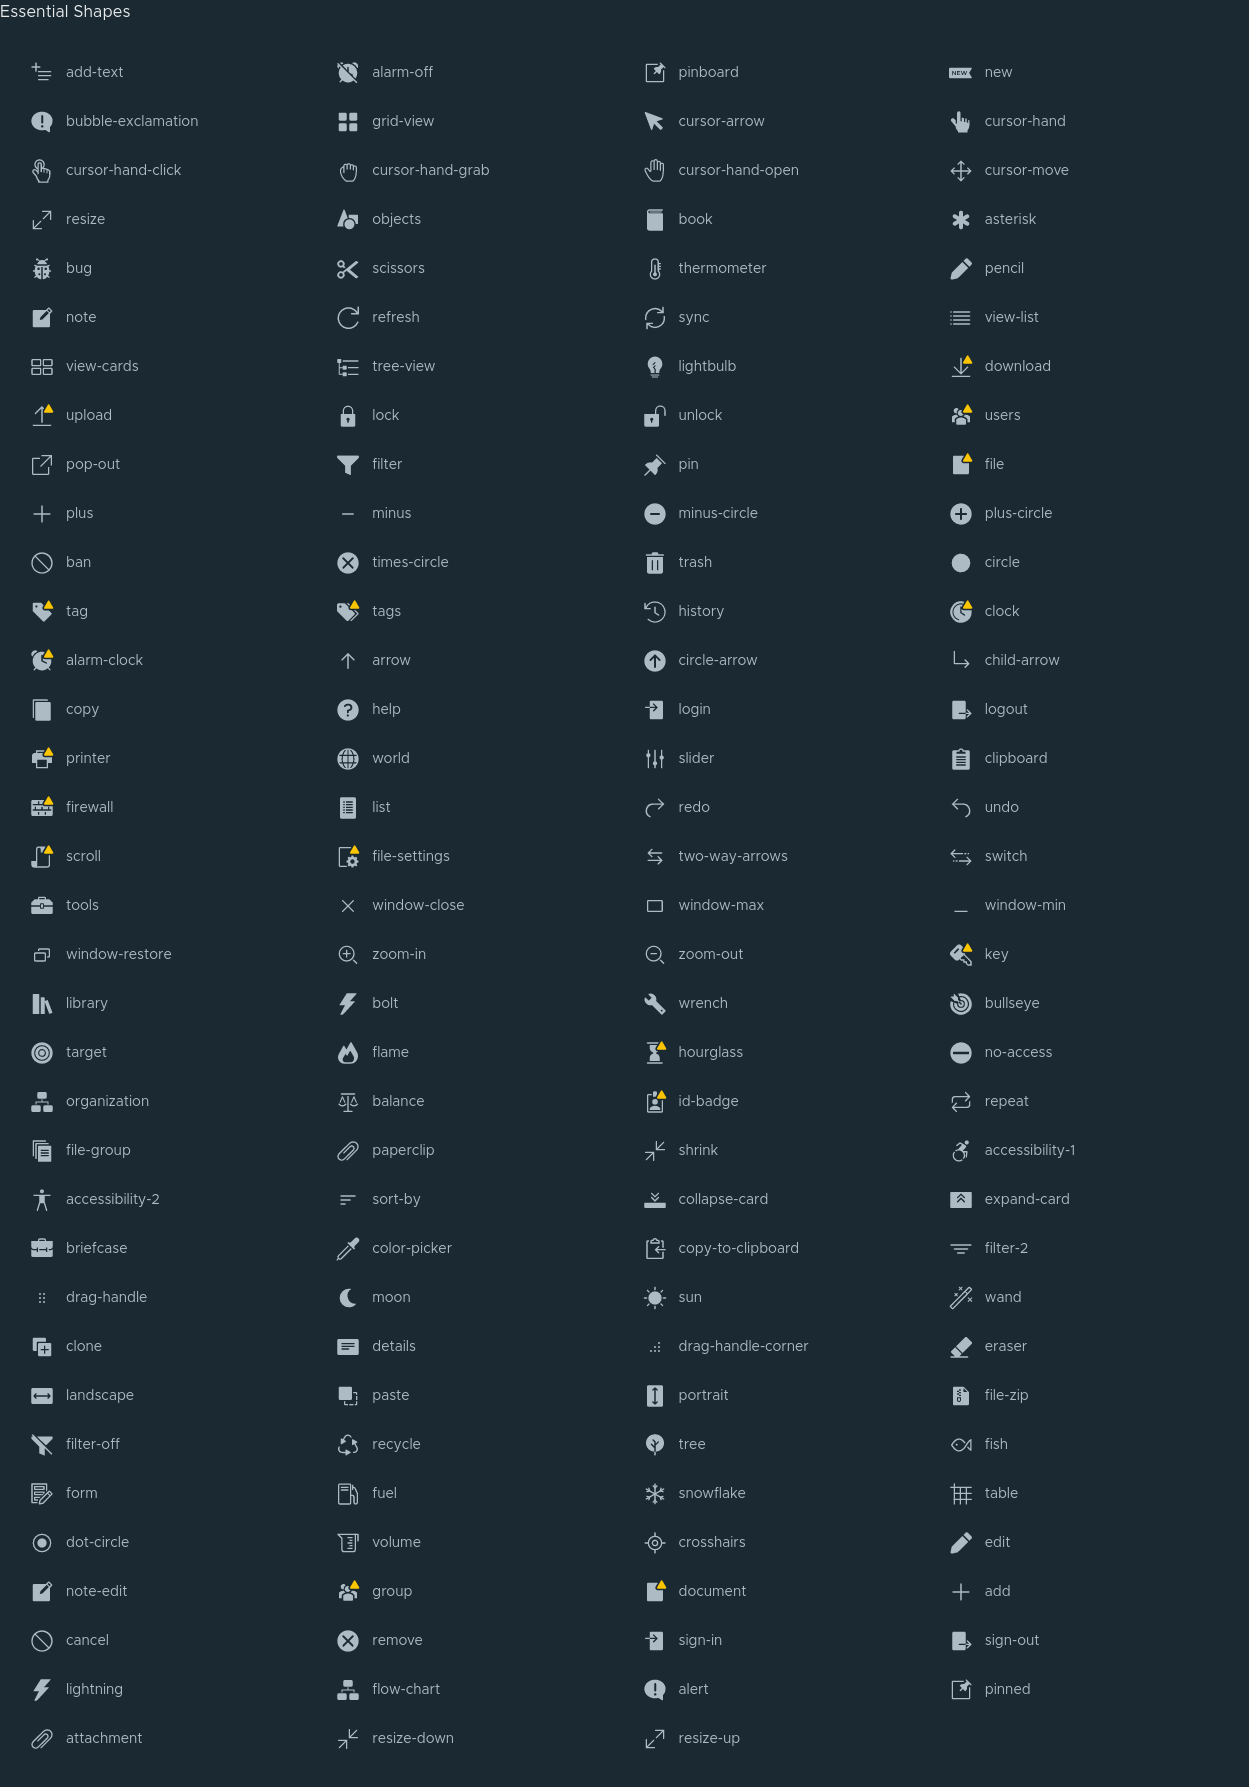 Essential Shapes
add-text alarm-off pinboard new
bubble-exclamation grid-view cursor-arrow cursor-hand
cursor-hand-click cursor-hand-grab cursor-hand-open cursor-move
resize objects book asterisk
bug scissors thermometer pencil
note refresh sync view-list
view-cards tree-view lightbulb download
upload lock unlock users
pop-out filter pin file
plus minus minus-circle plus-circle
ban times-circle trash circle
tag tags history clock
alarm-clock arrow circle-arrow child-arrow
copy help login logout
printer world slider clipboard
firewall list redo undo
scroll file-settings two-way-arrows switch
tools window-close window-max window-min
window-restore zoom-in zoom-out key
library bolt wrench bullseye
target flame hourglass no-access
organization balance id-badge repeat
file-group paperclip shrink accessibility-1
accessibility-2 sort-by collapse-card expand-card
briefcase color-picker copy-to-clipboard filter-2
drag-handle moon sun wand
clone details drag-handle-corner eraser
landscape paste portrait file-zip
filter-off recycle tree fish
form fuel snowflake table
dot-circle volume crosshairs edit
note-edit group document add
cancel remove sign-in sign-out
lightning flow-chart alert pinned
attachment resize-down resize-up